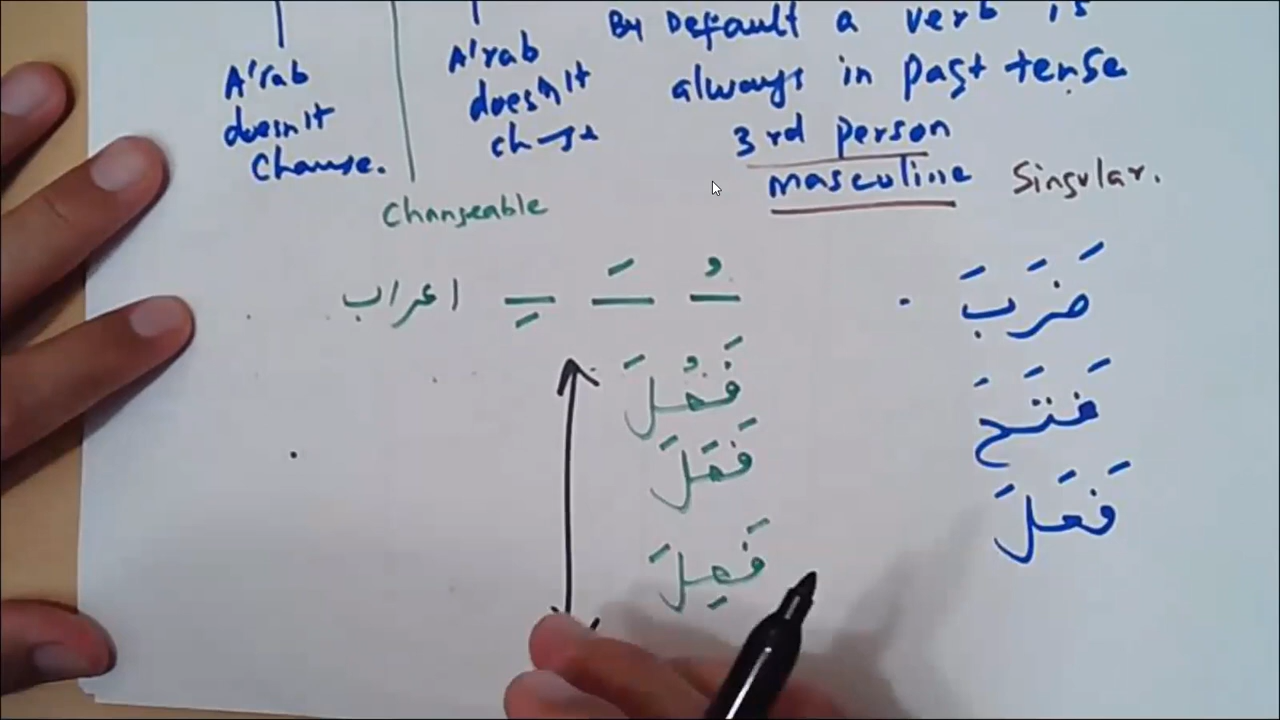 By Default a verb is
always in past tense
3rd person
masculine Singular.
A'rab
doesn't
change.
A'rab
doesn't
change
Changeable
ـُ ـَ ـِ اعراب
فَعُلَ
فَعَلَ
فَعِلَ
ضَرَبَ
فَتَحَ
فَعَلَ